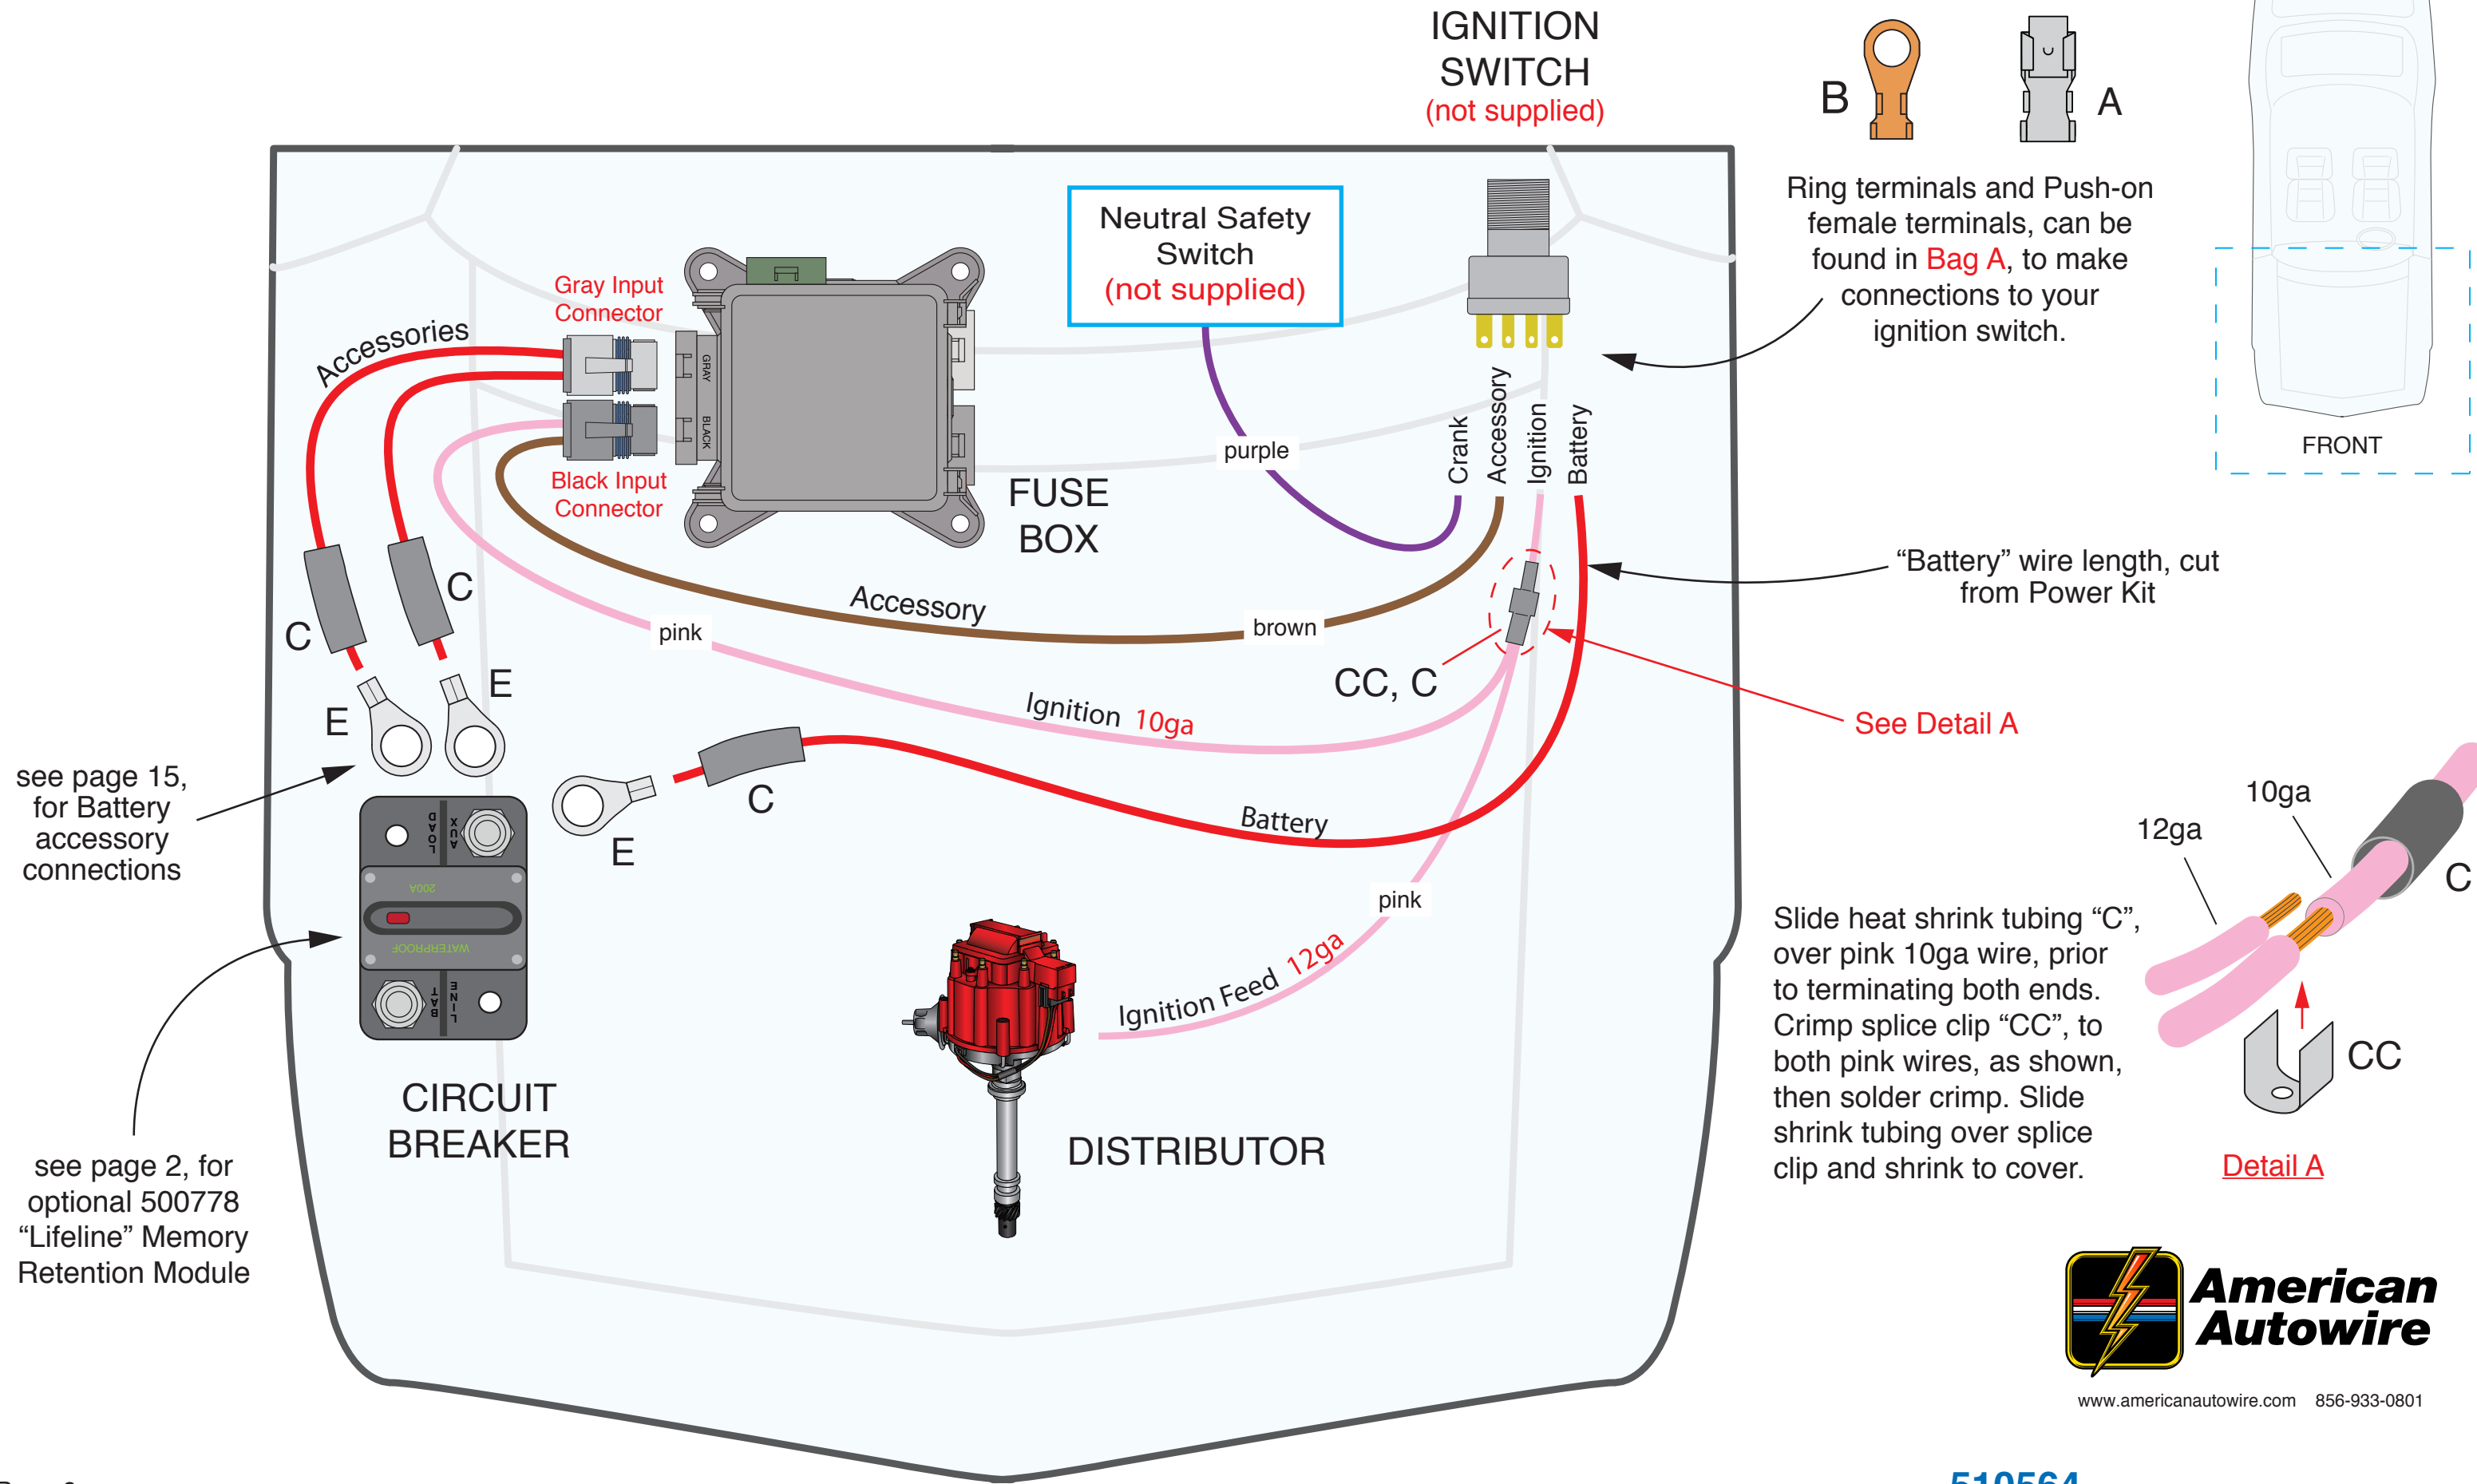 IGNITION
SWITCH
(not supplied)
B
A
Ring terminals and Push-on
female terminals, can be
found in Bag A, to make
connections to your
ignition switch.
FRONT
Neutral Safety
Switch
(not supplied)
Gray Input
Connector
Accessories
GRAY
BLACK
Black Input
Connector
FUSE
BOX
purple
Crank
Accessory
Ignition
Battery
“Battery” wire length, cut
from Power Kit
C
C
Accessory
brown
pink
CC, C
Ignition 10ga
See Detail A
E
E
see page 15,
for Battery
accessory
connections
C
E
Battery
LOAD
AUX
200A
WATERPROOF
BAT
LINE
CIRCUIT
BREAKER
see page 2, for
optional 500778
“Lifeline” Memory
Retention Module
pink
Ignition Feed 12ga
DISTRIBUTOR
10ga
12ga
C
Slide heat shrink tubing “C”,
over pink 10ga wire, prior
to terminating both ends.
Crimp splice clip “CC”, to
both pink wires, as shown,
then solder crimp. Slide
shrink tubing over splice
clip and shrink to cover.
CC
Detail A
American
Autowire
www.americanautowire.com 856-933-0801
510564